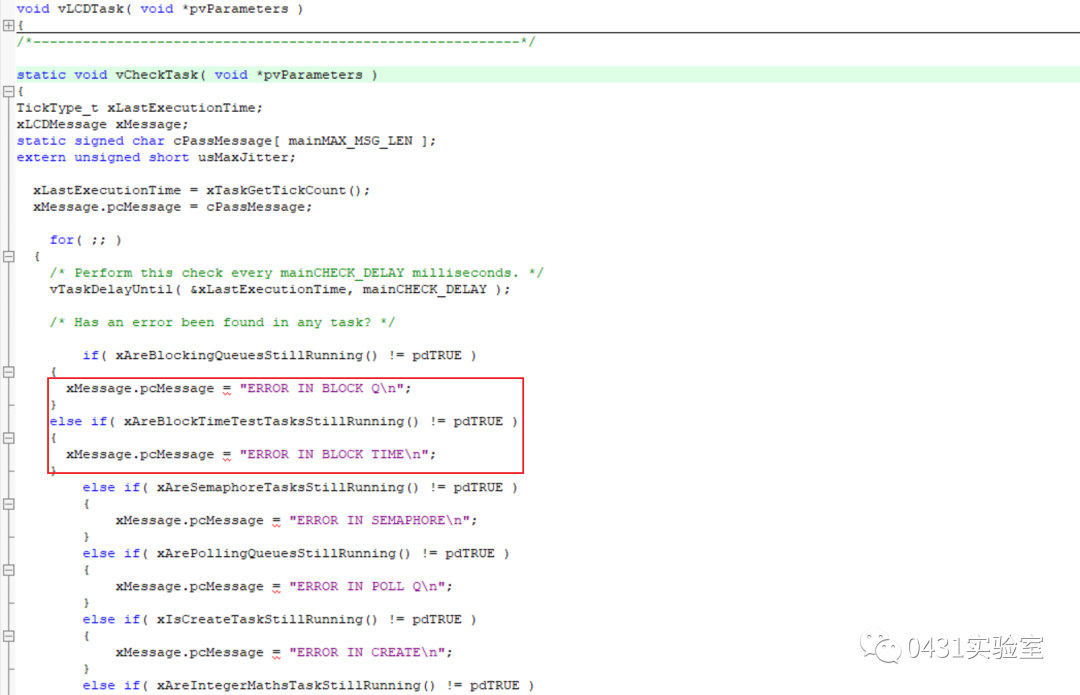 void vLCDTask( void *pvParameters )
{
/*-----------------------------------------------------------*/
static void vCheckTask( void *pvParameters )
{
TickType_t xLastExecutionTime;
xLCDMessage xMessage;
static signed char cPassMessage[ mainMAX_MSG_LEN ];
extern unsigned short usMaxJitter;
xLastExecutionTime = xTaskGetTickCount();
xMessage.pcMessage = cPassMessage;
for( ;; )
{
/* Perform this check every mainCHECK_DELAY milliseconds. */
vTaskDelayUntil( &xLastExecutionTime, mainCHECK_DELAY );
/* Has an error been found in any task? */
if( xAreBlockingQueuesStillRunning() != pdTRUE )
{
xMessage.pcMessage = "ERROR IN BLOCK Q\n";
}
else if( xAreBlockTimeTestTasksStillRunning() != pdTRUE )
{
xMessage.pcMessage = "ERROR IN BLOCK TIME\n";
}
else if( xAreSemaphoreTasksStillRunning() != pdTRUE )
{
xMessage.pcMessage = "ERROR IN SEMAPHORE\n";
}
else if( xArePollingQueuesStillRunning() != pdTRUE )
{
xMessage.pcMessage = "ERROR IN POLL Q\n";
}
else if( xIsCreateTaskStillRunning() != pdTRUE )
{
xMessage.pcMessage = "ERROR IN CREATE\n";
}
else if( xAreIntegerMathsTaskStillRunning() != pdTRUE )
0431实验室